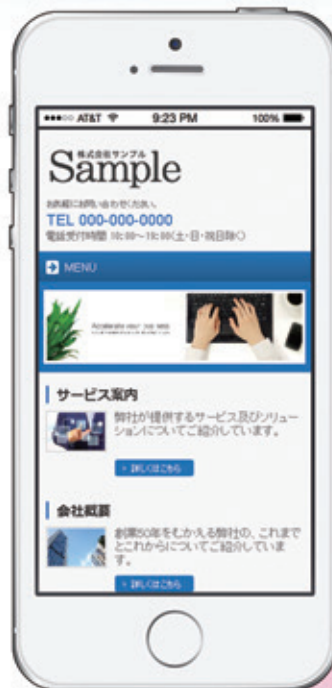 AT&T 9:23 PM 100%
株式会社サンプル
Sample
お気軽にお問い合わせください。
TEL 000-000-0000
電話受付時間 10:00～19:00(土・日・祝日除く)
MENU
Accelerate your business
サービス案内
弊社が提供するサービス及びソリュー
ションについてご紹介しています。
詳しくはこちら
会社概要
創業50年をむかえる弊社の、これまで
とこれからについてご紹介していま
す。
詳しくはこちら